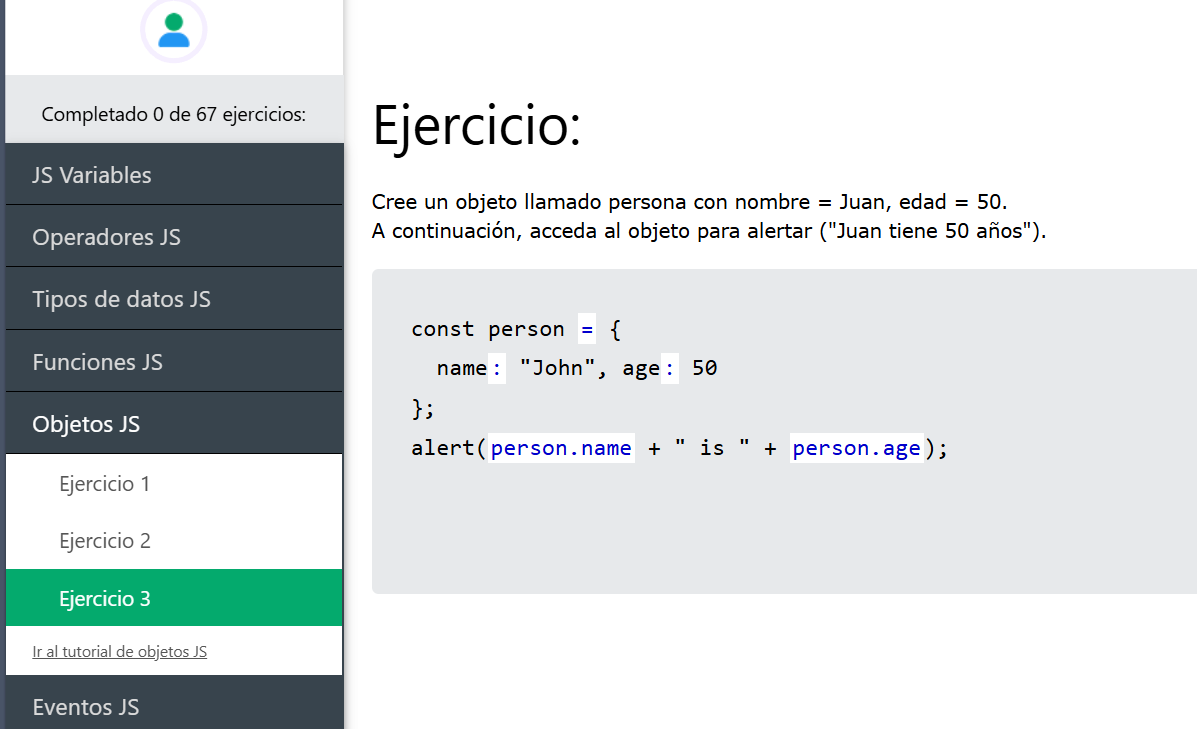 Completado 0 de 67 ejercicios:
JS Variables
Operadores JS
Tipos de datos JS
Funciones JS
Objetos JS
Ejercicio 1
Ejercicio 2
Ejercicio 3
Ir al tutorial de objetos JS
Eventos JS
Ejercicio:
Cree un objeto llamado persona con nombre = Juan, edad = 50.
A continuación, acceda al objeto para alertar ("Juan tiene 50 años").
const person = {
  name: "John", age: 50
};
alert(person.name + " is " + person.age);